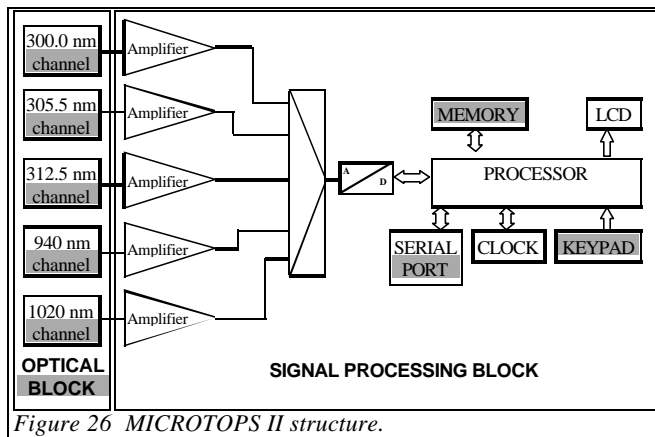 300.0 nm
channel
Amplifier
305.5 nm
channel
Amplifier
312.5 nm
channel
Amplifier
940 nm
channel
Amplifier
1020 nm
channel
Amplifier
A
D
MEMORY
LCD
PROCESSOR
SERIAL
PORT
CLOCK
KEYPAD
OPTICAL
BLOCK
SIGNAL PROCESSING BLOCK
Figure 26 MICROTOPS II structure.